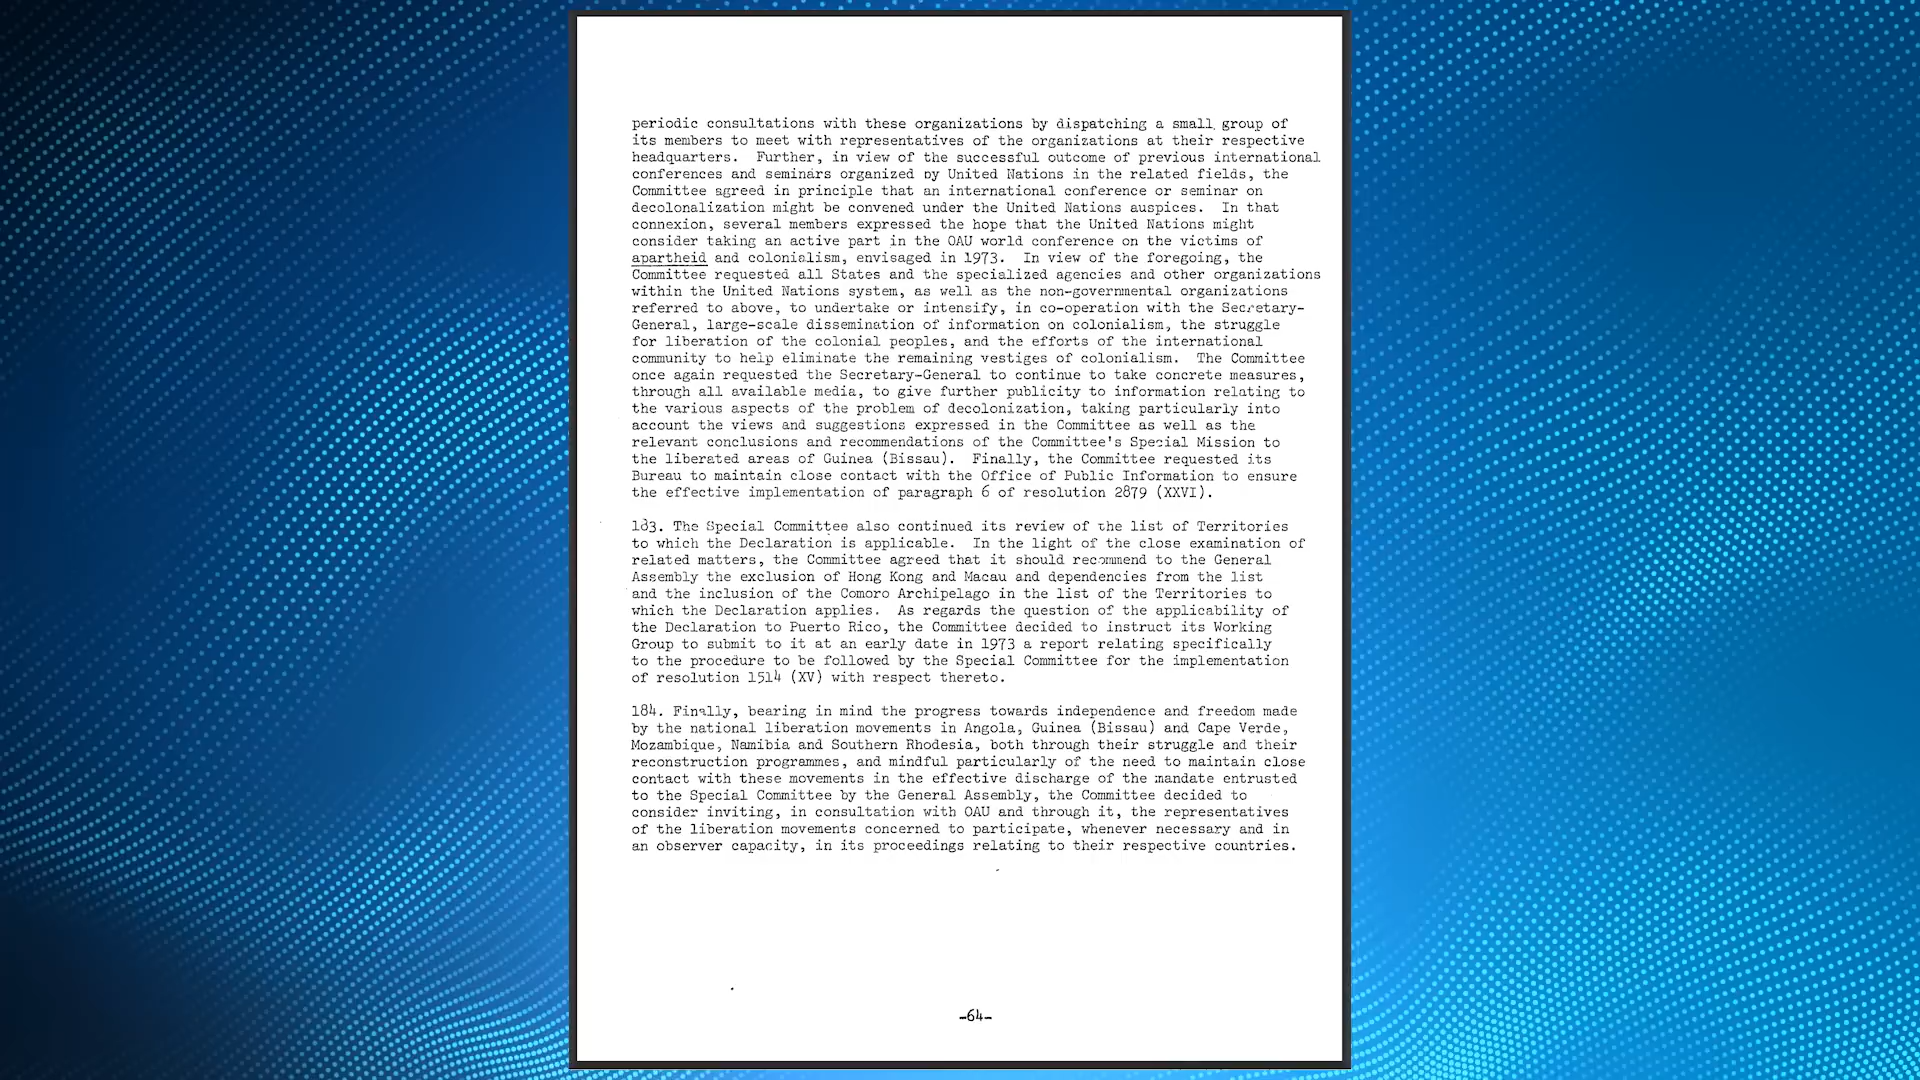 periodic consultations with these organizations by dispatching a small group of
its members to meet with representatives of the organizations at their respective
headquarters. Further, in view of the successful outcome of previous international
conferences and seminars organized by United Nations in the related fields, the
Committee agreed in principle that an international conference or seminar on
decolonalization might be convened under the United Nations auspices. In that
connexion, several members expressed the hope that the United Nations might
consider taking an active part in the OAU world conference on the victims of
apartheid and colonialism, envisaged in 1973. In view of the foregoing, the
Committee requested all States and the specialized agencies and other organizations
within the United Nations system, as well as the non-governmental organizations
referred to above, to undertake or intensify, in co-operation with the Secretary-
General, large-scale dissemination of information on colonialism, the struggle
for liberation of the colonial peoples, and the efforts of the international
community to help eliminate the remaining vestiges of colonialism. The Committee
once again requested the Secretary-General to continue to take concrete measures,
through all available media, to give further publicity to information relating to
the various aspects of the problem of decolonization, taking particularly into
account the views and suggestions expressed in the Committee as well as the
relevant conclusions and recommendations of the Committee's Special Mission to
the liberated areas of Guinea (Bissau). Finally, the Committee requested its
Bureau to maintain close contact with the Office of Public Information to ensure
the effective implementation of paragraph 6 of resolution 2879 (XXVI).
183. The Special Committee also continued its review of the list of Territories
to which the Declaration is applicable. In the light of the close examination of
related matters, the Committee agreed that it should recommend to the General
Assembly the exclusion of Hong Kong and Macau and dependencies from the list
and the inclusion of the Comoro Archipelago in the list of the Territories to
which the Declaration applies. As regards the question of the applicability of
the Declaration to Puerto Rico, the Committee decided to instruct its Working
Group to submit to it at an early date in 1973 a report relating specifically
to the procedure to be followed by the Special Committee for the implementation
of resolution 1514 (XV) with respect thereto.
184. Finally, bearing in mind the progress towards independence and freedom made
by the national liberation movements in Angola, Guinea (Bissau) and Cape Verde,
Mozambique, Namibia and Southern Rhodesia, both through their struggle and their
reconstruction programmes, and mindful particularly of the need to maintain close
contact with these movements in the effective discharge of the mandate entrusted
to the Special Committee by the General Assembly, the Committee decided to
consider inviting, in consultation with OAU and through it, the representatives
of the liberation movements concerned to participate, whenever necessary and in
an observer capacity, in its proceedings relating to their respective countries.
-64-